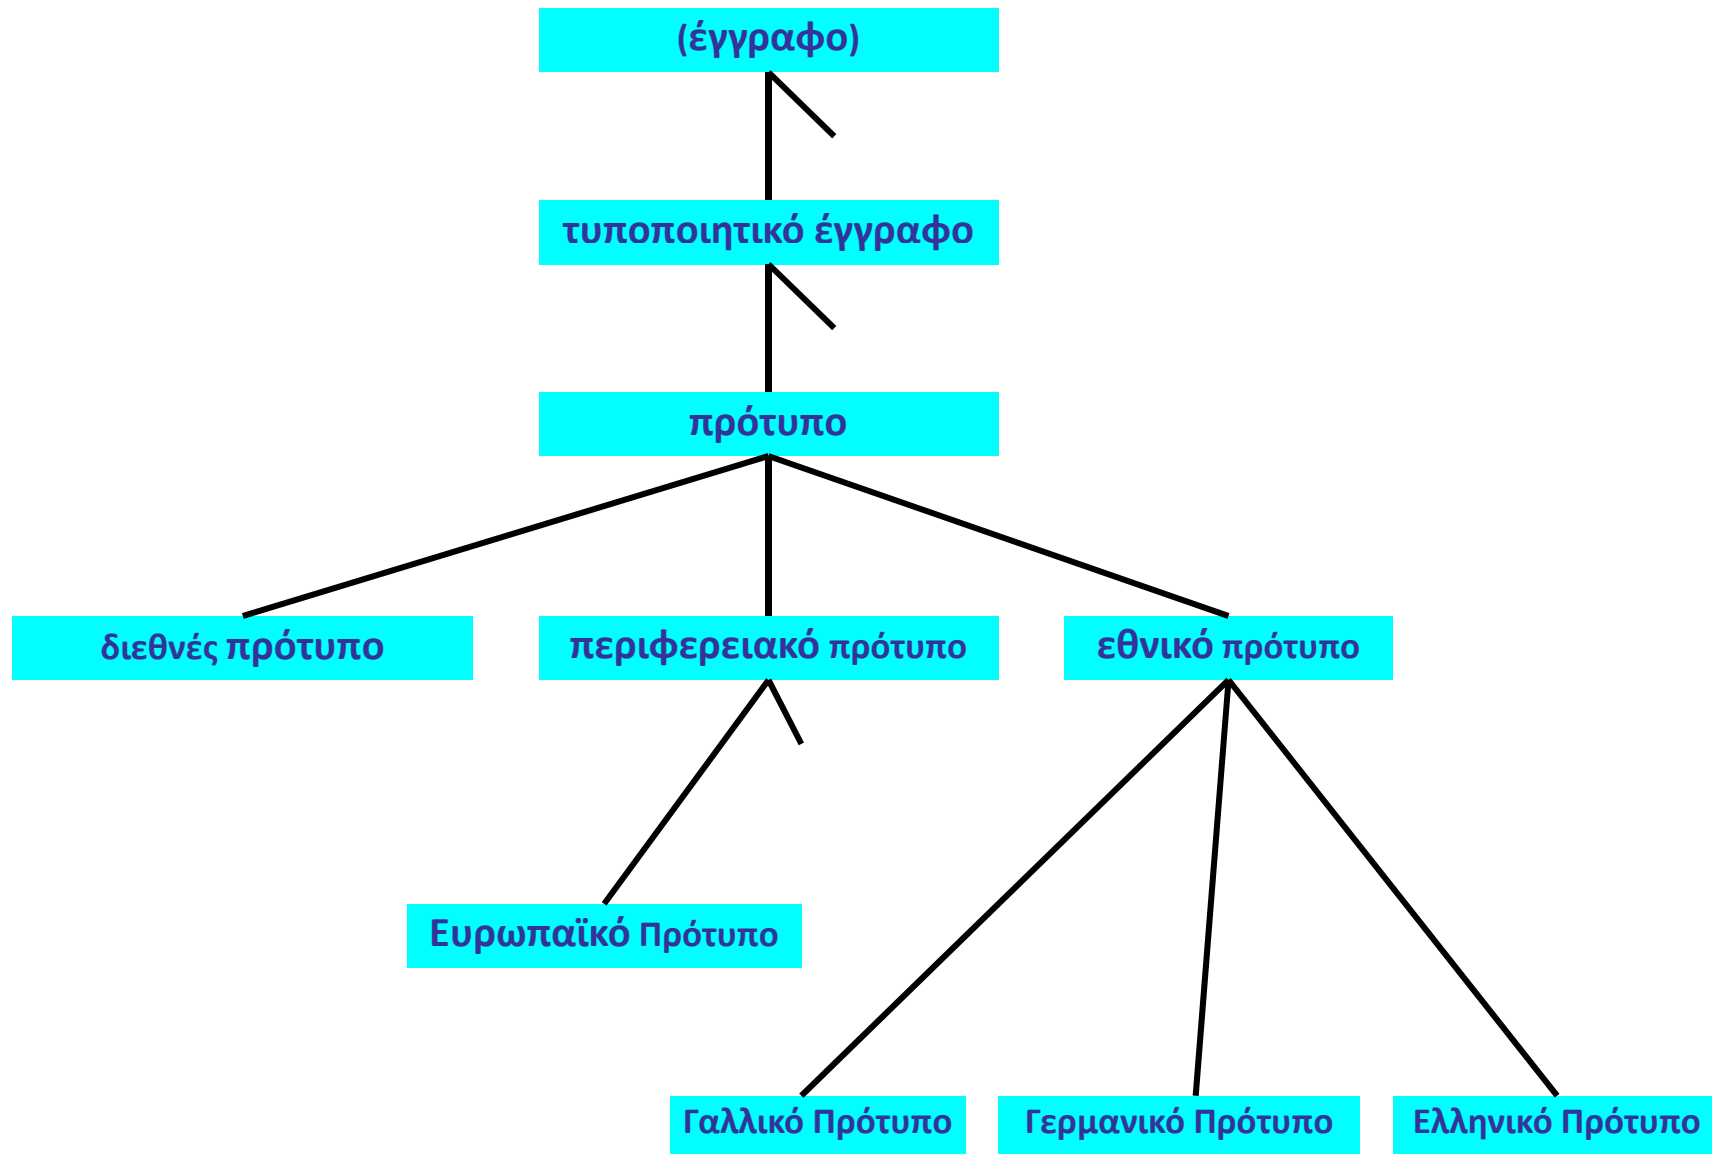 (έγγραφο)
τυποποιητικό έγγραφο
πρότυπο
διεθνές πρότυπο
περιφερειακό πρότυπο
εθνικό πρότυπο
Ευρωπαϊκό Πρότυπο
Γαλλικό Πρότυπο
Γερμανικό Πρότυπο
Ελληνικό Πρότυπο